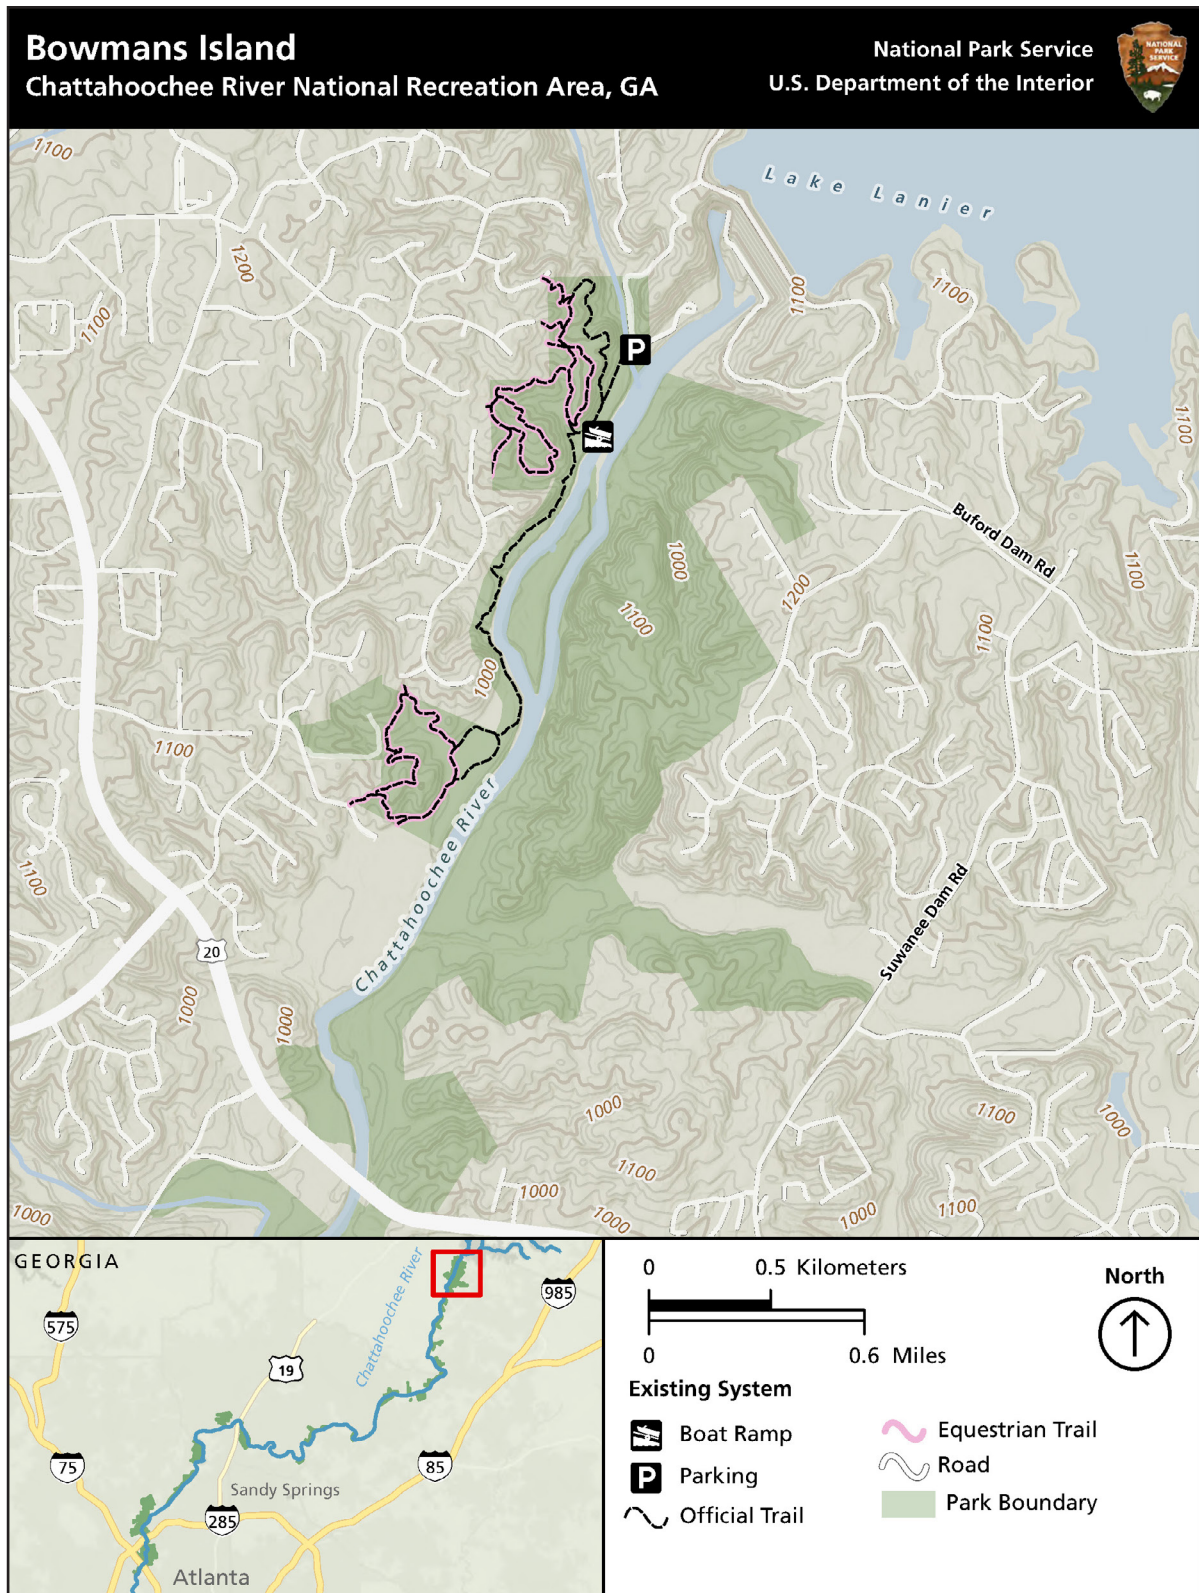 Bowmans Island
Chattahoochee River National Recreation Area, GA
National Park Service
U.S. Department of the Interior
NATIONAL
PARK
SERVICE
1100
Lake Lanier
1200
1100
1100
1100
1100
P
Buford Dam Rd
1000
1200
1100
1100
1100
1000
1100
Chattahoochee River
Suwanee Dam Rd
1100
20
1000
1000
1000
1100
1000
1100
1000
1000
1000
1000
1100
GEORGIA
Chattahoochee River
985
575
19
75
85
Sandy Springs
285
Atlanta
0 0.5 Kilometers
0 0.6 Miles
North
Existing System
Boat Ramp
P Parking
Official Trail
Equestrian Trail
Road
Park Boundary